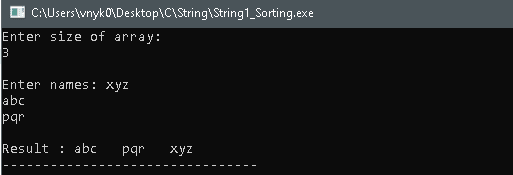 C:\Users\vnyk0\Desktop\C\String\String1_Sorting.exe
Enter size of array:
3
Enter names: xyz
abc
pqr
Result : abc   pqr   xyz
--------------------------------